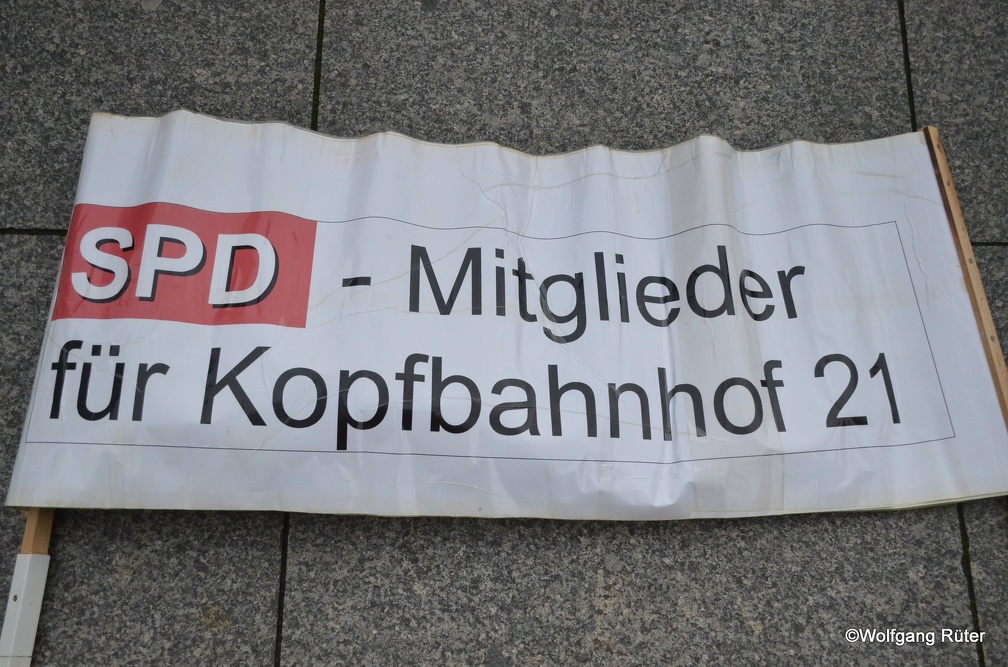 SPD - Mitglieder
für Kopfbahnhof 21
©Wolfgang Rüter